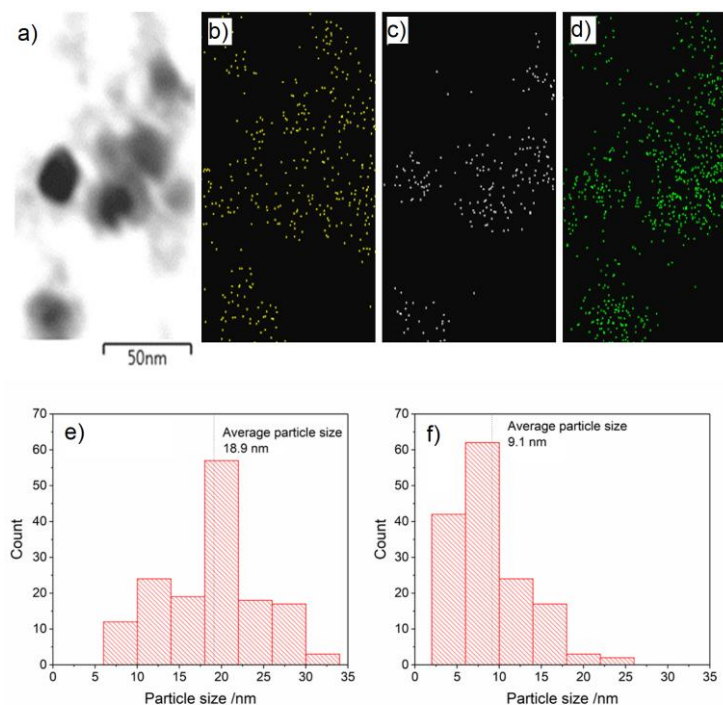 a)
b)
c)
d)
50nm
e)
Average particle size
18.9 nm
Count
70
60
50
40
30
20
10
0
0 5 10 15 20 25 30 35
Particle size /nm
f)
Average particle size
9.1 nm
Count
70
60
50
40
30
20
10
0
0 5 10 15 20 25 30 35
Particle size /nm